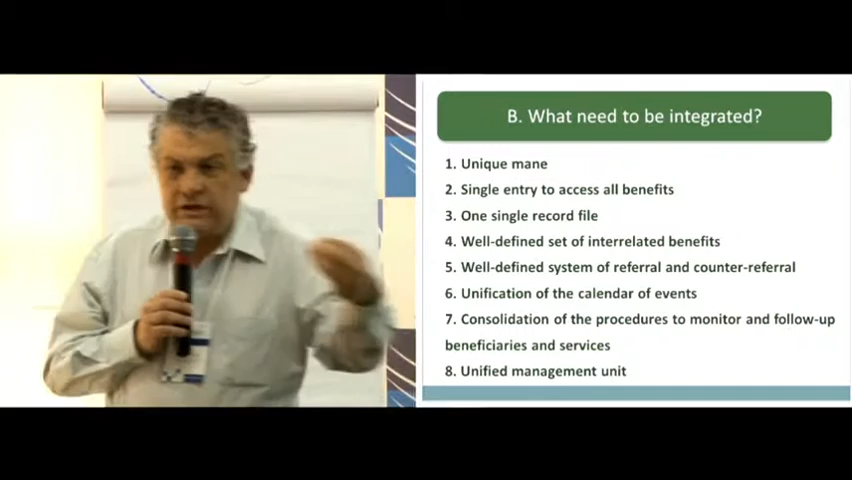 B. What need to be integrated?
1. Unique mane
2. Single entry to access all benefits
3. One single record file
4. Well-defined set of interrelated benefits
5. Well-defined system of referral and counter-referral
6. Unification of the calendar of events
7. Consolidation of the procedures to monitor and follow-up
beneficiaries and services
8. Unified management unit